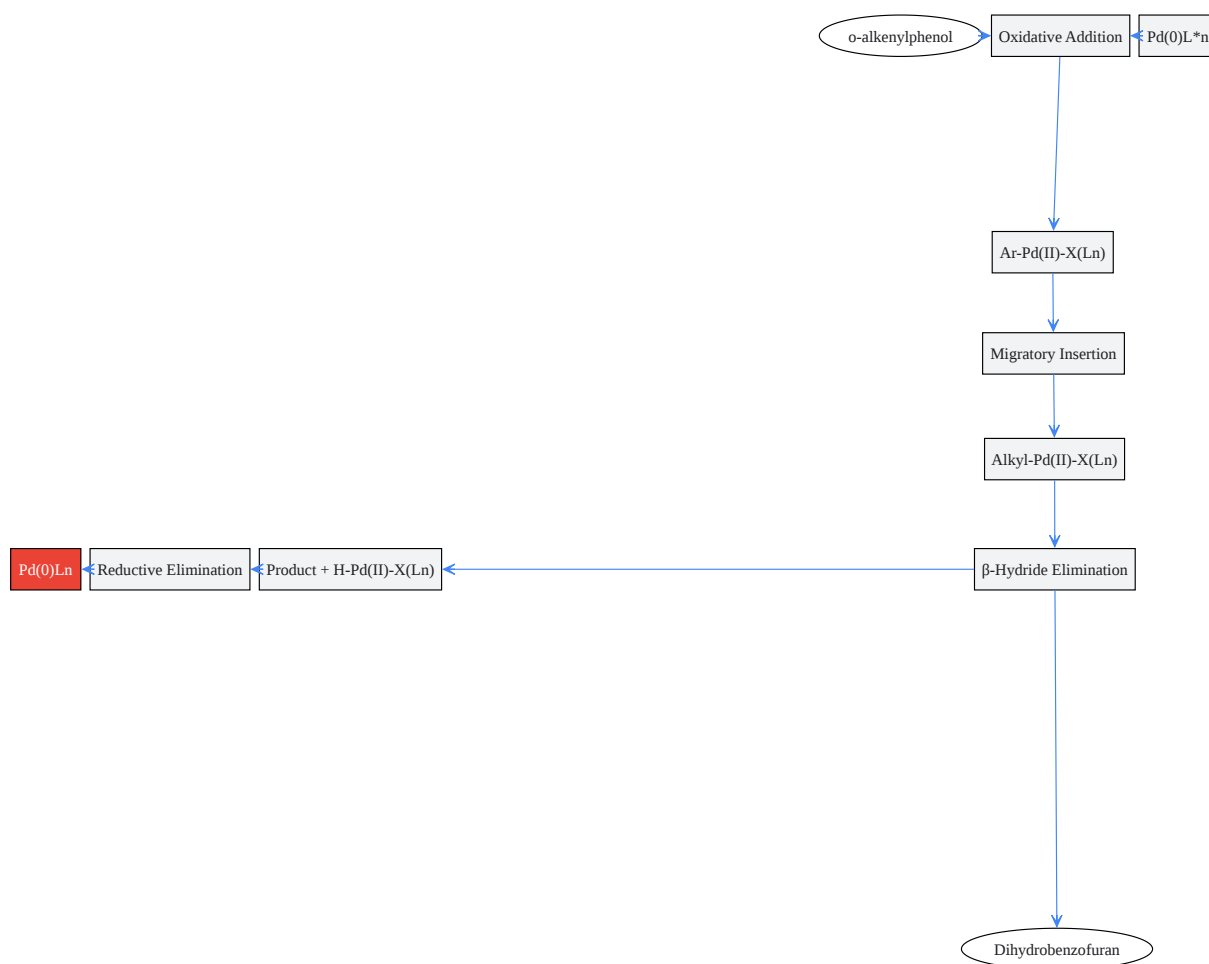 o-alkenylphenol
Oxidative Addition
Pd(0)L*n
Ar-Pd(II)-X(Ln)
Migratory Insertion
Alkyl-Pd(II)-X(Ln)
Pd(0)Ln
Reductive Elimination
Product + H-Pd(II)-X(Ln)
β-Hydride Elimination
Dihydrobenzofuran